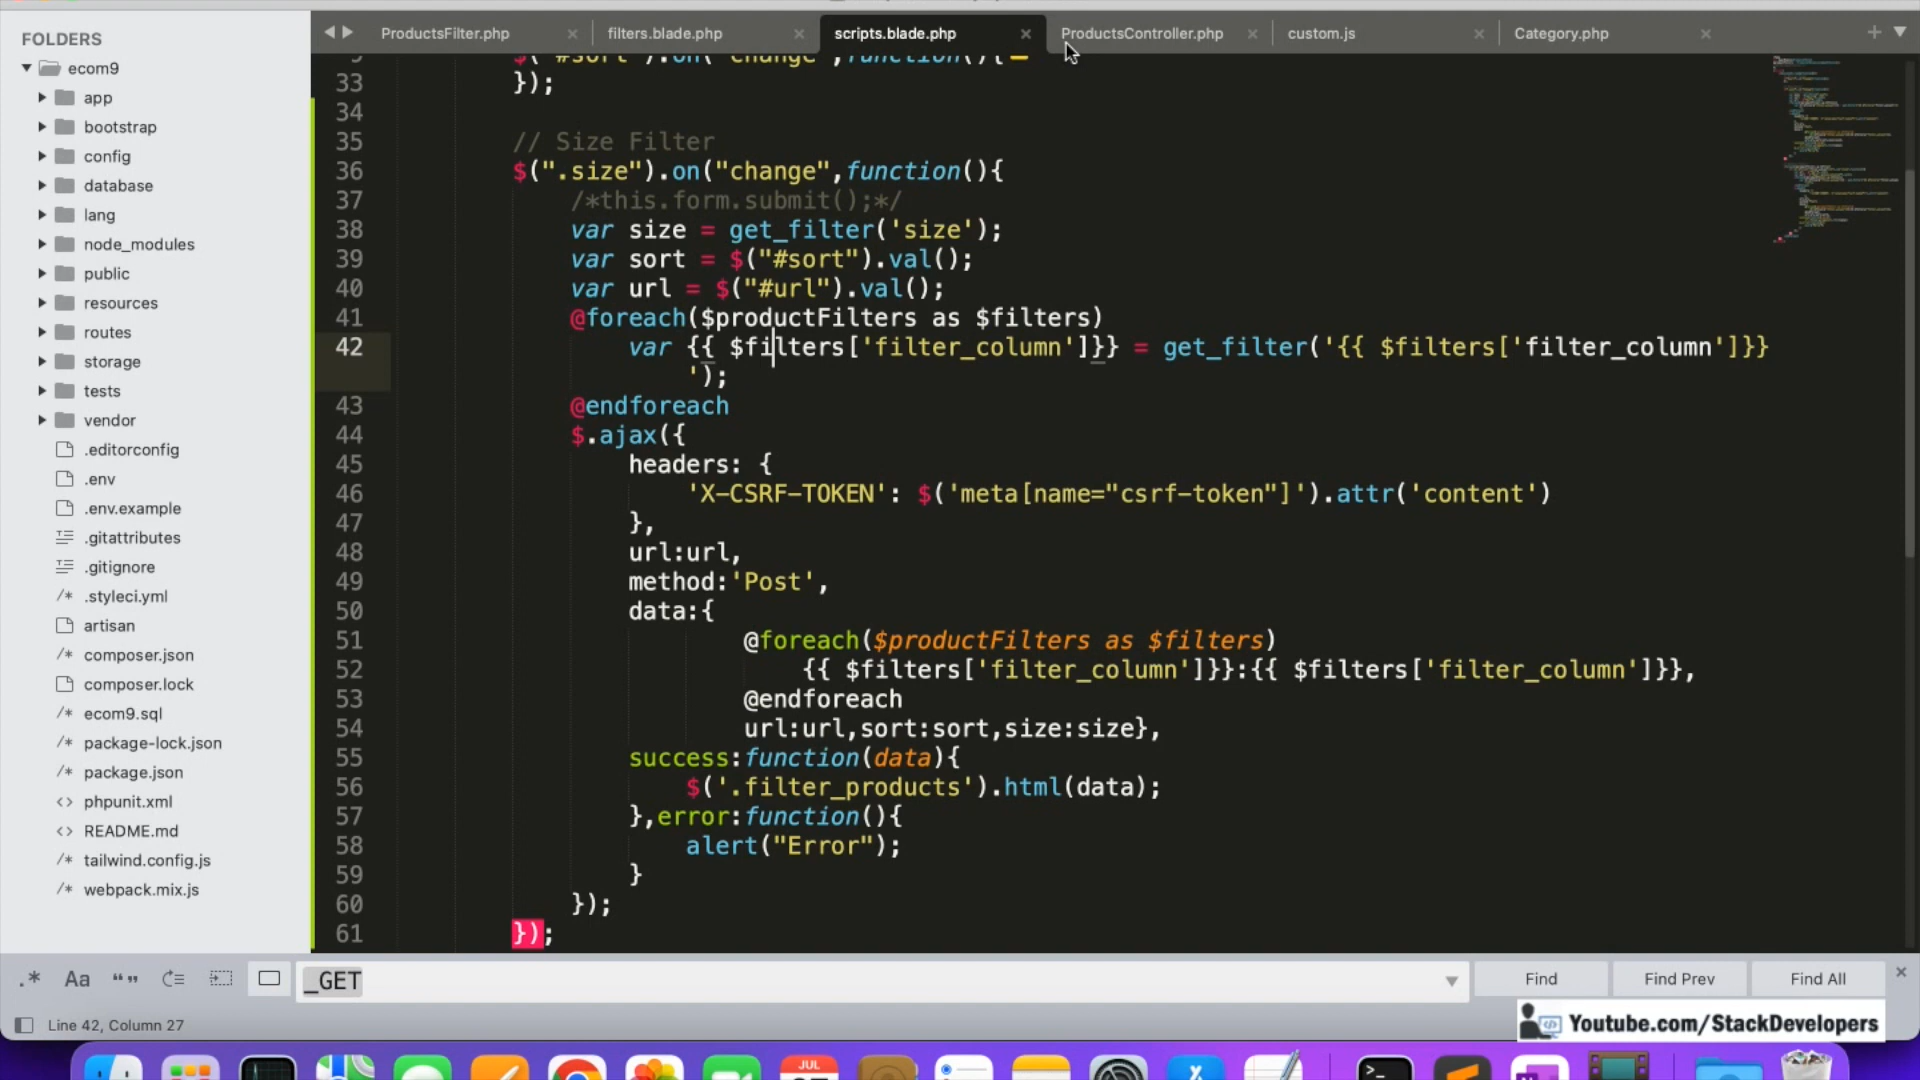 FOLDERS
ecom9
app
bootstrap
config
database
lang
node_modules
public
resources
routes
storage
tests
vendor
.editorconfig
.env
.env.example
.gitattributes
.gitignore
.styleci.yml
artisan
composer.json
composer.lock
ecom9.sql
package-lock.json
package.json
phpunit.xml
README.md
tailwind.config.js
webpack.mix.js
ProductsFilter.php
filters.blade.php
scripts.blade.php
ProductsController.php
custom.js
Category.php
9 $("#sort").on("change",function(){
33 });
34
35 // Size Filter
36 $(".size").on("change",function(){
37 /*this.form.submit();*/
38 var size = get_filter('size');
39 var sort = $("#sort").val();
40 var url = $("#url").val();
41 @foreach($productFilters as $filters)
42 var {{ $filters['filter_column']}} = get_filter('{{ $filters['filter_column']}}
');
43 @endforeach
44 $.ajax({
45 headers: {
46 'X-CSRF-TOKEN': $('meta[name="csrf-token"]').attr('content')
47 },
48 url:url,
49 method:'Post',
50 data:{
51 @foreach($productFilters as $filters)
52 {{ $filters['filter_column']}}:{{ $filters['filter_column']}},
53 @endforeach
54 url:url,sort:sort,size:size},
55 success:function(data){
56 $('.filter_products').html(data);
57 },error:function(){
58 alert("Error");
59 }
60 });
61 });
.* Aa “” _GET Find Find Prev Find All
Line 42, Column 27
Youtube.com/StackDevelopers
JUL